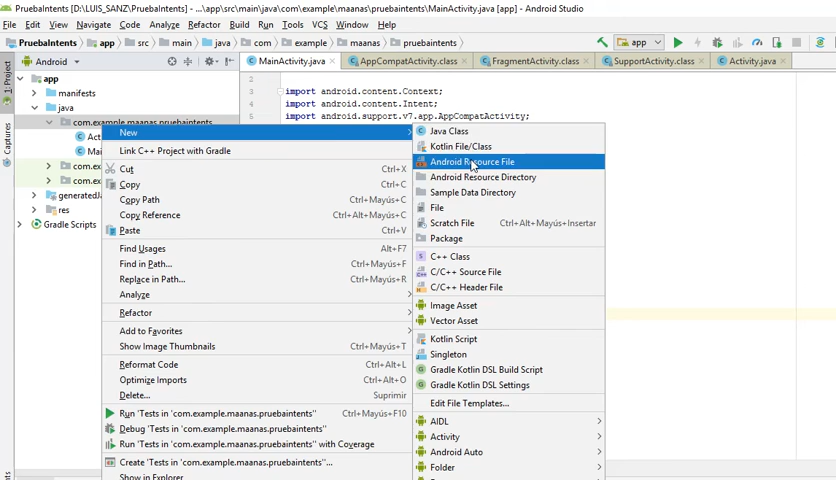 PruebaIntents [D:\LUIS_SANZ\PruebaIntents] - ...\app\src\main\java\com\example\maanas\pruebaintents\MainActivity.java [app] - Android Studio
File Edit View Navigate Code Analyze Refactor Build Run Tools VCS Window Help
PruebaIntents app src main java com example maanas pruebaintents app
1: Project
Captures
Android
MainActivity.java AppCompatActivity.class FragmentActivity.class SupportActivity.class Activity.java
app
manifests
java
com.example.maanas.pruebaintents
Act
Mai
com.e
com.e
generatedJa
res
Gradle Scripts
2
3 import android.content.Context;
4 import android.content.Intent;
5 import android.support.v7.app.AppCompatActivity;
New
Link C++ Project with Gradle
Cut Ctrl+X
Copy Ctrl+C
Copy Path Ctrl+Mayús+C
Copy Reference Ctrl+Alt+Mayús+C
Paste Ctrl+V
Find Usages Alt+F7
Find in Path... Ctrl+Mayús+F
Replace in Path...
Analyze
Refactor
Add to Favorites
Show Image Thumbnails Ctrl+Mayús+T
Reformat Code Ctrl+Alt+L
Optimize Imports Ctrl+Alt+O
Delete... Suprimir
Run 'Tests in 'com.example.maanas.pruebaintents'' Ctrl+Mayús+F10
Debug 'Tests in 'com.example.maanas.pruebaintents''
Run 'Tests in 'com.example.maanas.pruebaintents'' with Coverage
Create 'Tests in 'com.example.maanas.pruebaintents''...
Show in Explorer
Java Class
Kotlin File/Class
Android Resource File
Android Resource Directory
Sample Data Directory
File
Scratch File Ctrl+Alt+Mayús+Insertar
Package
C++ Class
C/C++ Source File
C/C++ Header File
Image Asset
Vector Asset
Kotlin Script
Singleton
Gradle Kotlin DSL Build Script
Gradle Kotlin DSL Settings
Edit File Templates...
AIDL
Activity
Android Auto
Folder